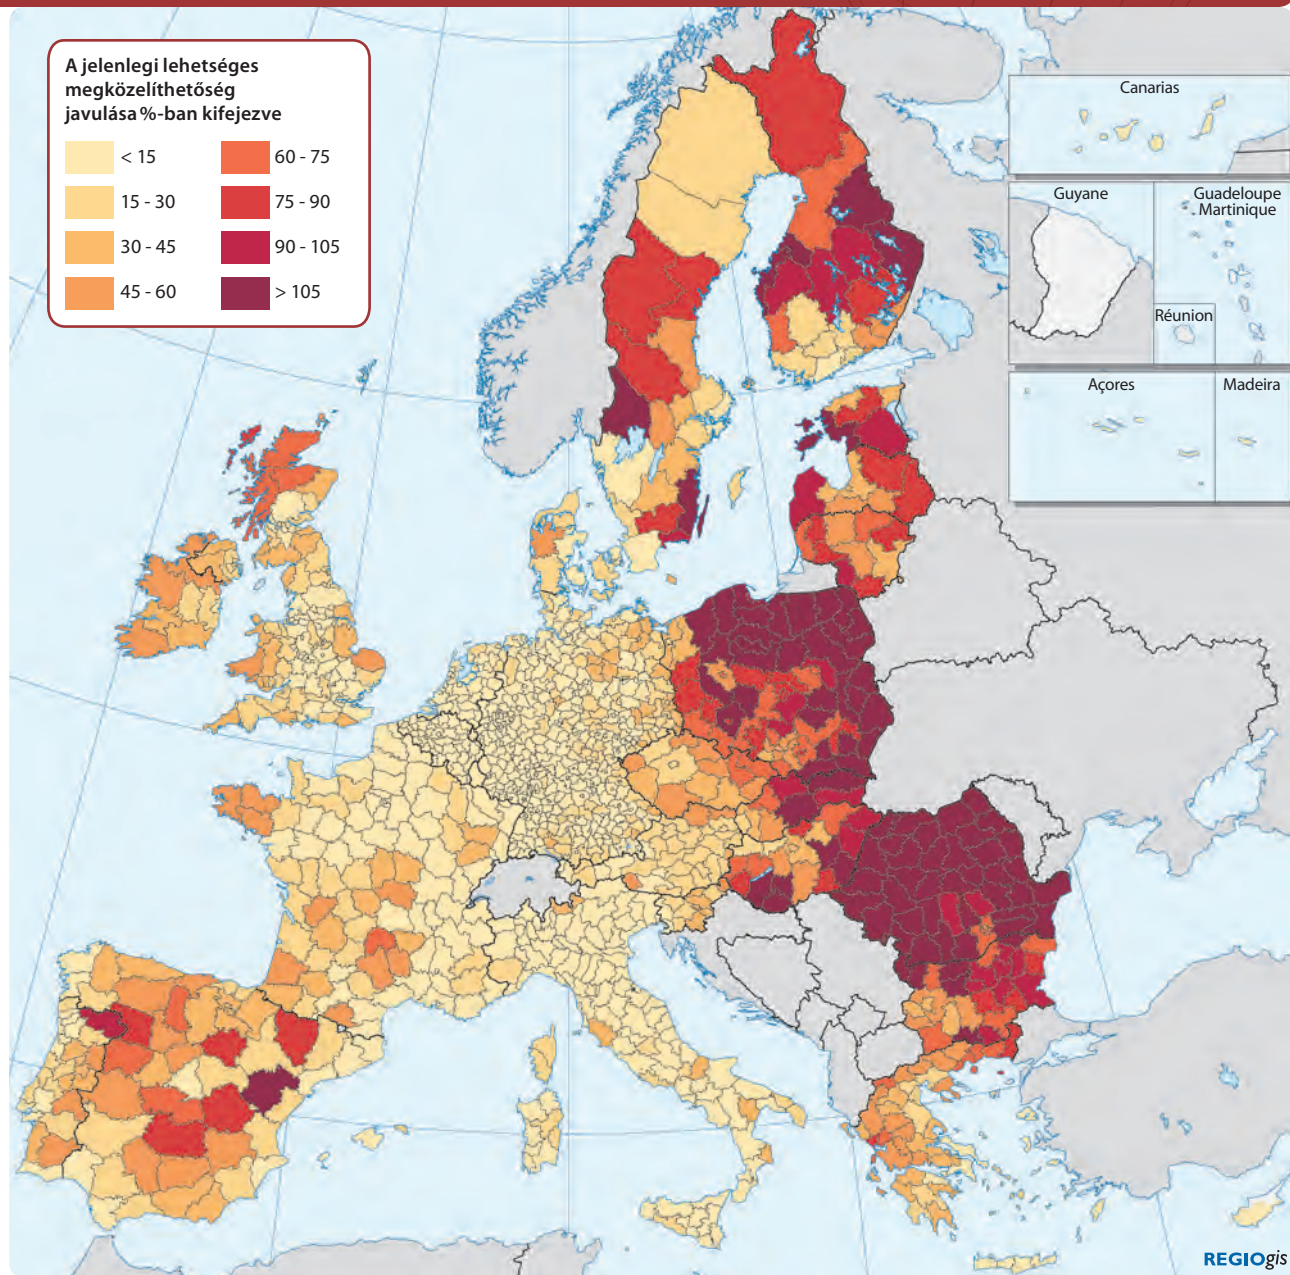 A jelenlegi lehetséges
megközelíthetőség
javulása %-ban kifejezve
< 15
15 - 30
30 - 45
45 - 60
60 - 75
75 - 90
90 - 105
> 105
Canarias
Guyane
Guadeloupe
Martinique
Réunion
Açores
Madeira
REGIOgis